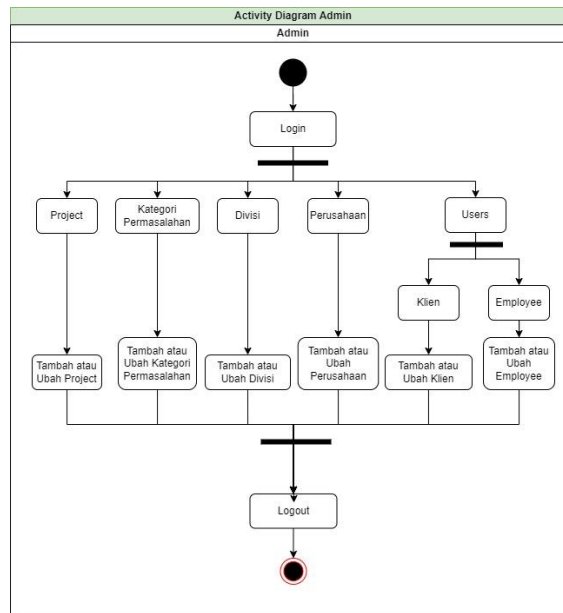 Activity Diagram Admin
Admin
Login
Project
Kategori
Permasalahan
Divisi
Perusahaan
Users
Klien
Employee
Tambah atau
Ubah Project
Tambah atau
Ubah Kategori
Permasalahan
Tambah atau
Ubah Divisi
Tambah atau
Ubah
Perusahaan
Tambah atau
Ubah Klien
Tambah atau
Ubah
Employee
Logout